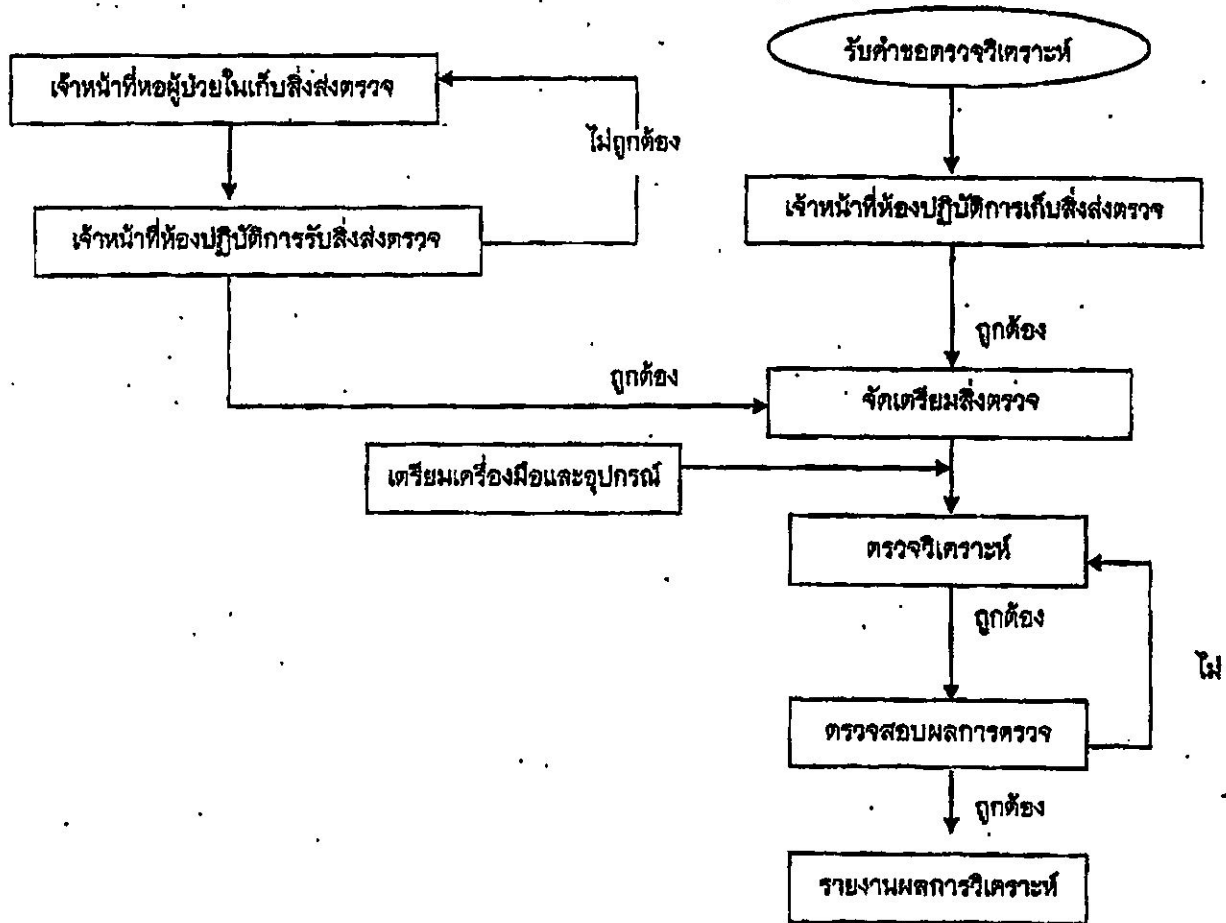 รับคำขอตรวจวิเคราะห์
เจ้าหน้าที่หอผู้ป่วยในเก็บสิ่งส่งตรวจ
ไม่ถูกต้อง
เจ้าหน้าที่ห้องปฏิบัติการเก็บสิ่งส่งตรวจ
เจ้าหน้าที่ห้องปฏิบัติการรับสิ่งส่งตรวจ
ถูกต้อง
ถูกต้อง
จัดเตรียมสิ่งตรวจ
เตรียมเครื่องมือและอุปกรณ์
ตรวจวิเคราะห์
ถูกต้อง
ไม่
ตรวจสอบผลการตรวจ
ถูกต้อง
รายงานผลการวิเคราะห์